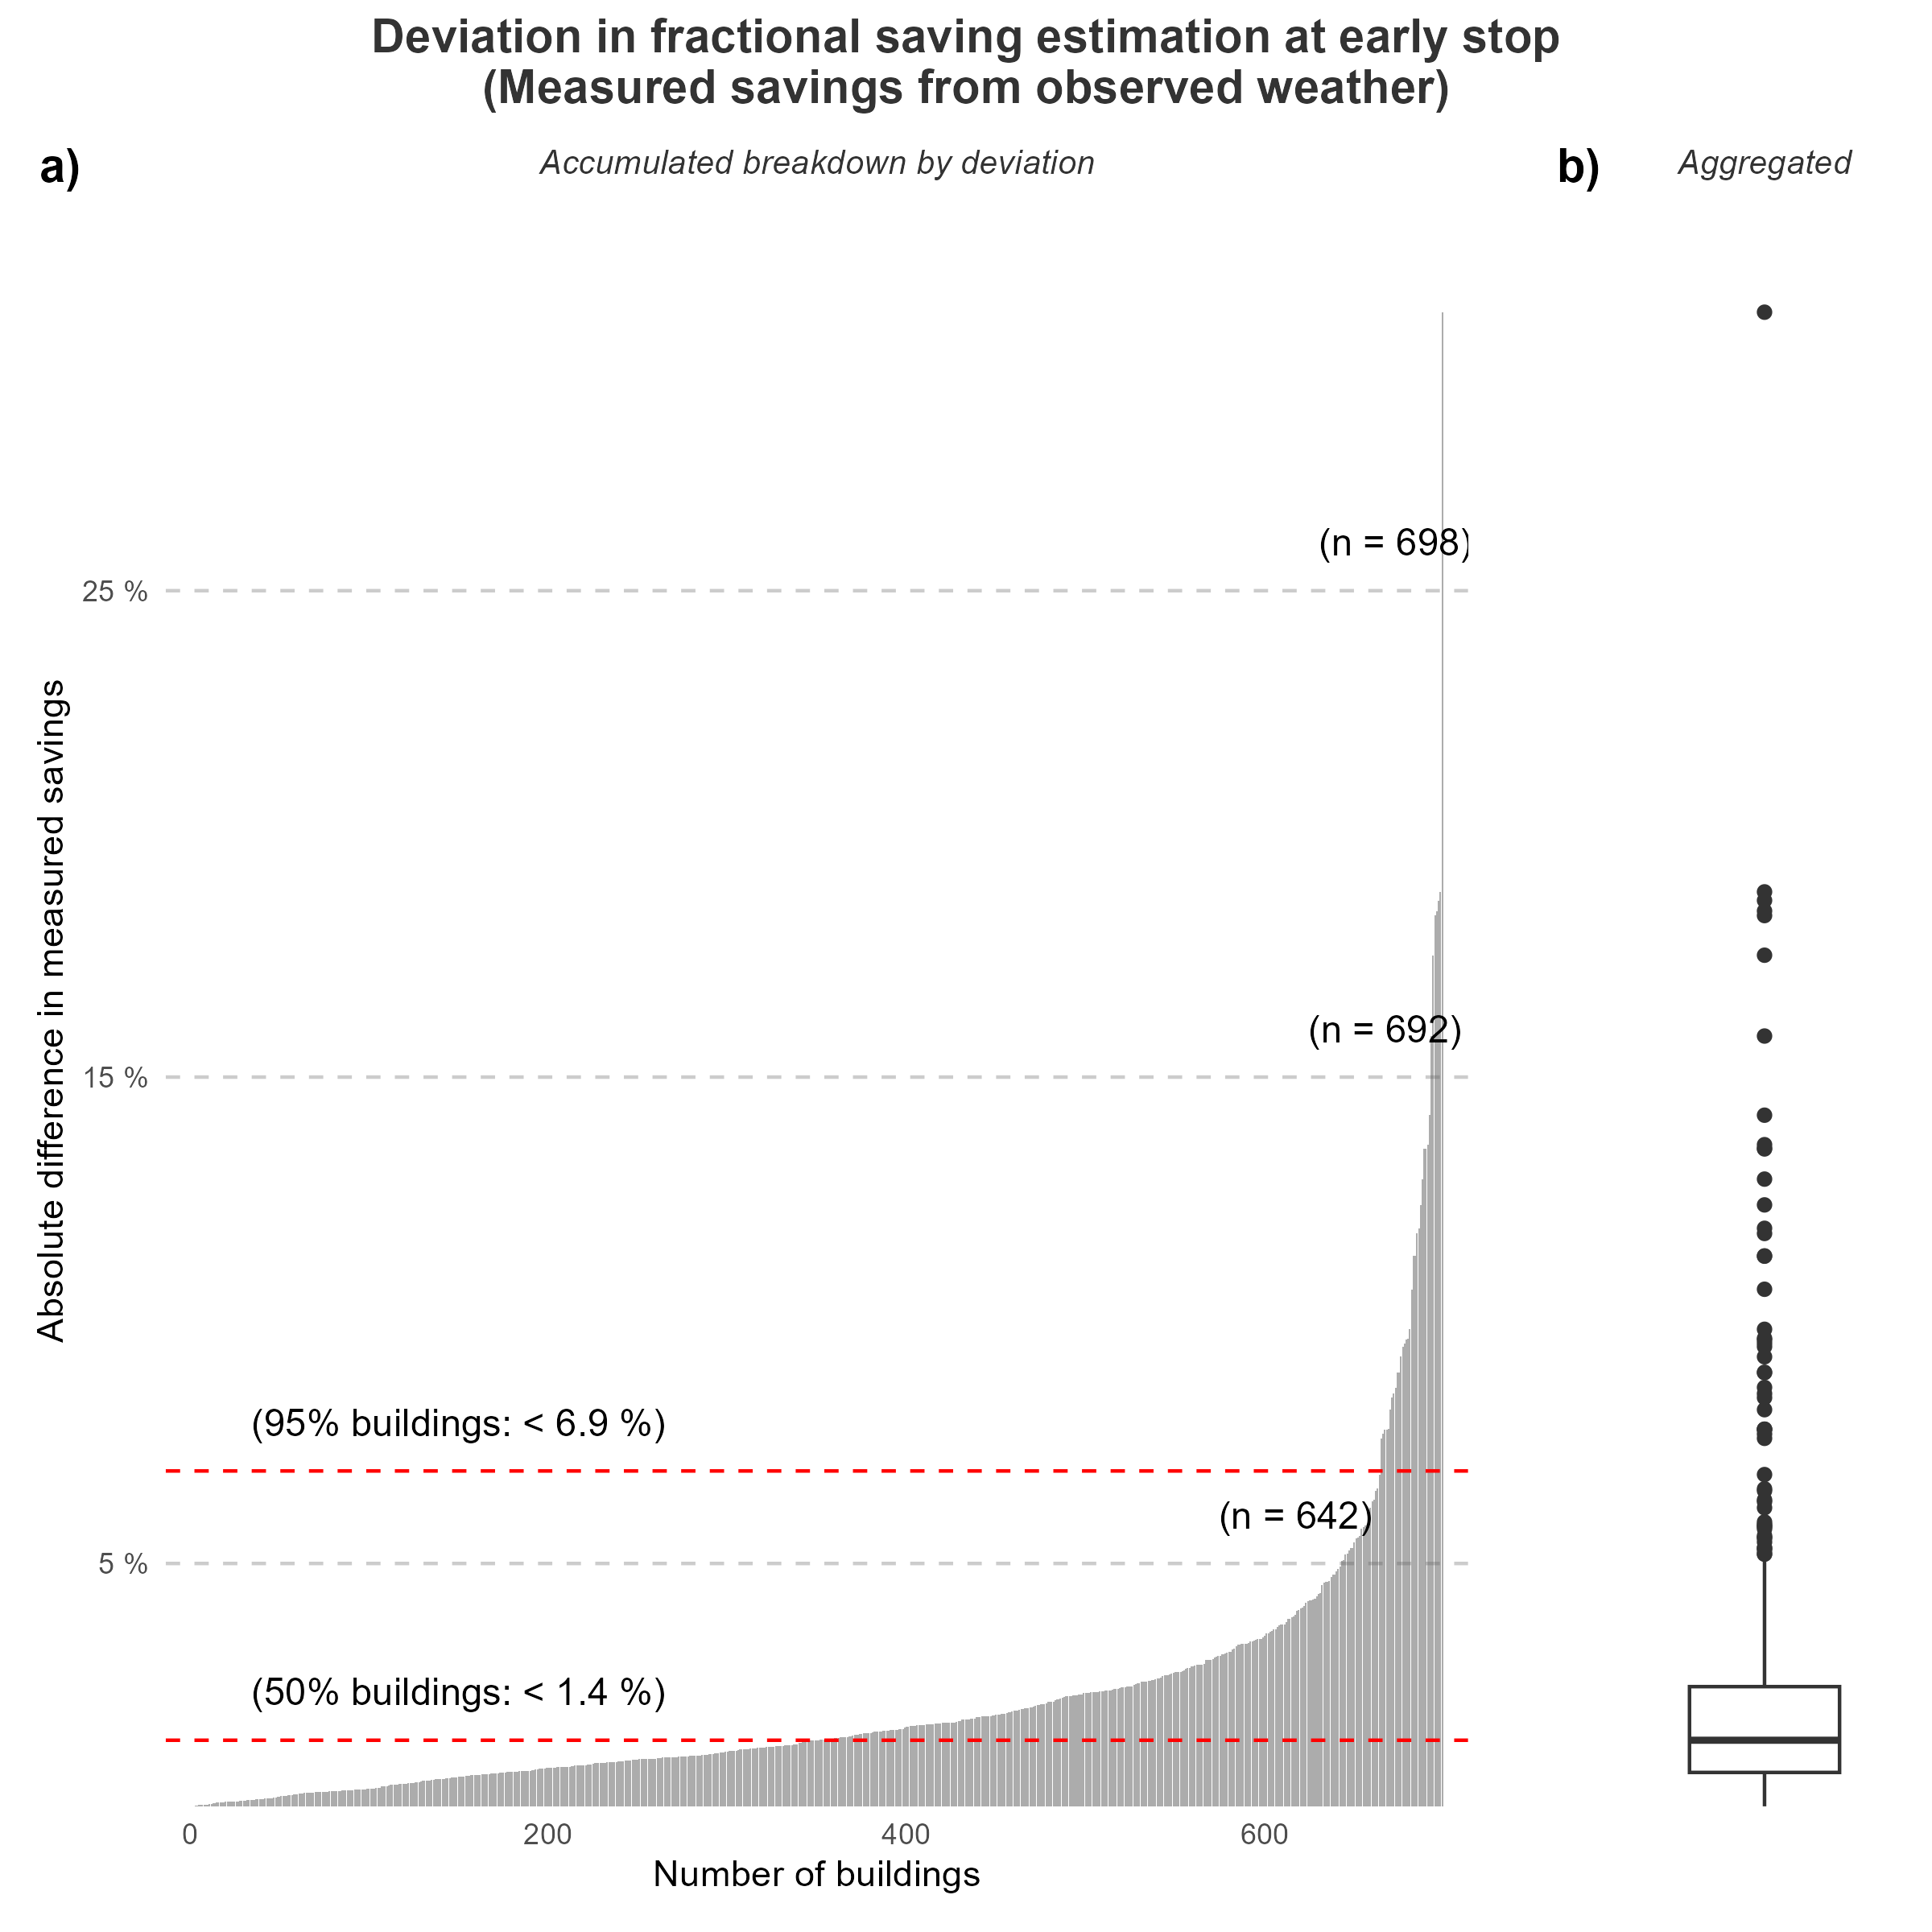 Deviation in fractional saving estimation at early stop
(Measured savings from observed weather)
a)
Accumulated breakdown by deviation
b)
Aggregated
(n = 698)
25 %
(n = 692)
15 %
Absolute difference in measured savings
(95% buildings: < 6.9 %)
(n = 642)
5 %
(50% buildings: < 1.4 %)
0
200
400
600
Number of buildings